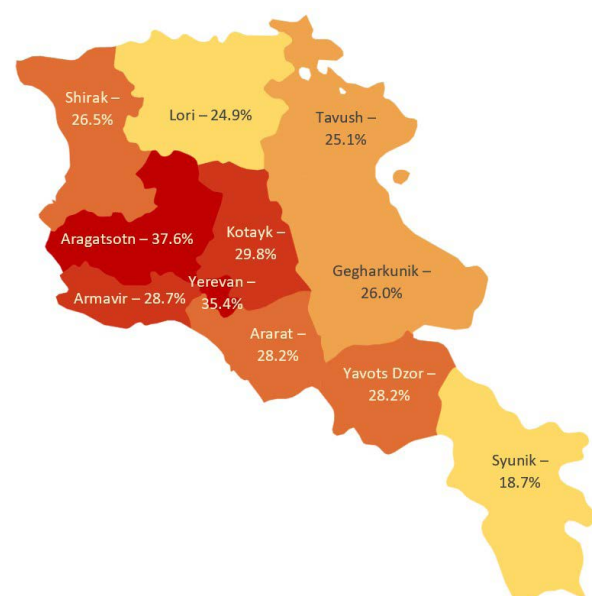 Shirak –
26.5%
Lori – 24.9%
Tavush –
25.1%
Aragatsotn – 37.6%
Kotayk –
29.8%
Gegharkunik –
26.0%
Yerevan –
35.4%
Armavir – 28.7%
Ararat –
28.2%
Yavots Dzor –
28.2%
Syunik –
18.7%